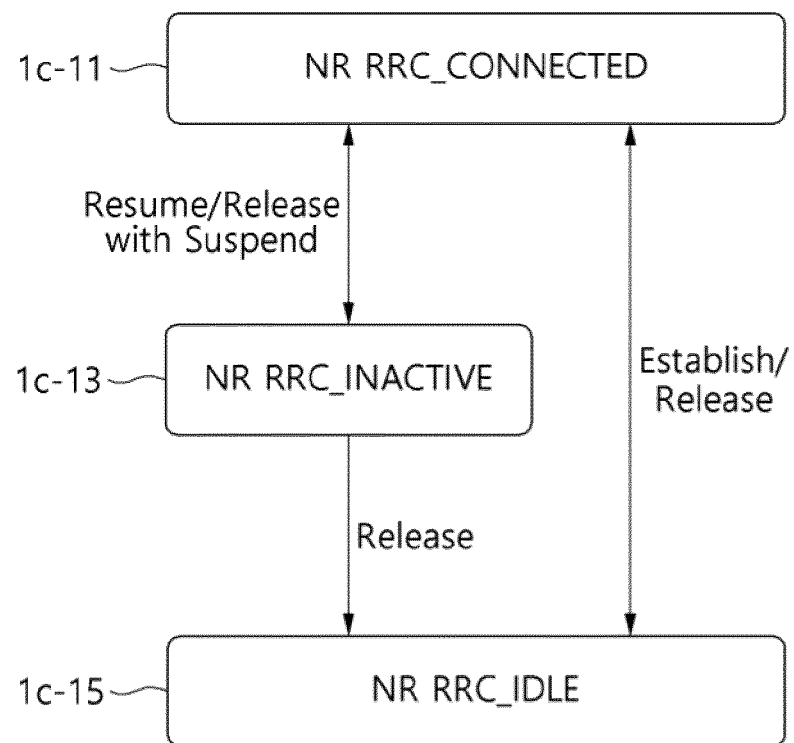 1c-11
NR RRC_CONNECTED
Resume/Release
with Suspend
1c-13
NR RRC_INACTIVE
Establish/
Release
Release
1c-15
NR RRC_IDLE